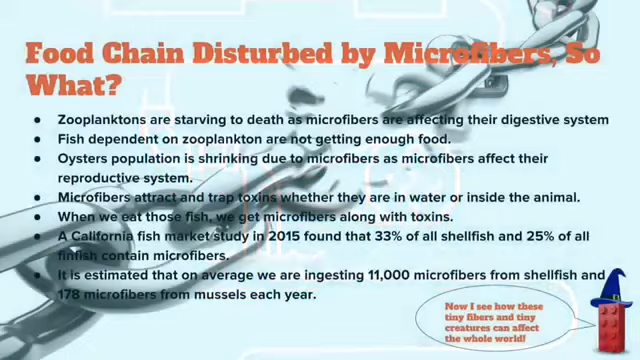 Food Chain Disturbed by Microfibers, So
What?
● Zooplanktons are starving to death as microfibers are affecting their digestive system
● Fish dependent on zooplankton are not getting enough food.
● Oysters population is shrinking due to microfibers as microfibers affect their
reproductive system.
● Microfibers attract and trap toxins whether they are in water or inside the animal.
● When we eat those fish, we get microfibers along with toxins.
● A California fish market study in 2015 found that 33% of all shellfish and 25% of all
finfish contain microfibers.
● It is estimated that on average we are ingesting 11,000 microfibers from shellfish and
178 microfibers from mussels each year.
Now I see how these
tiny fibers and tiny
creatures can affect
the whole world!